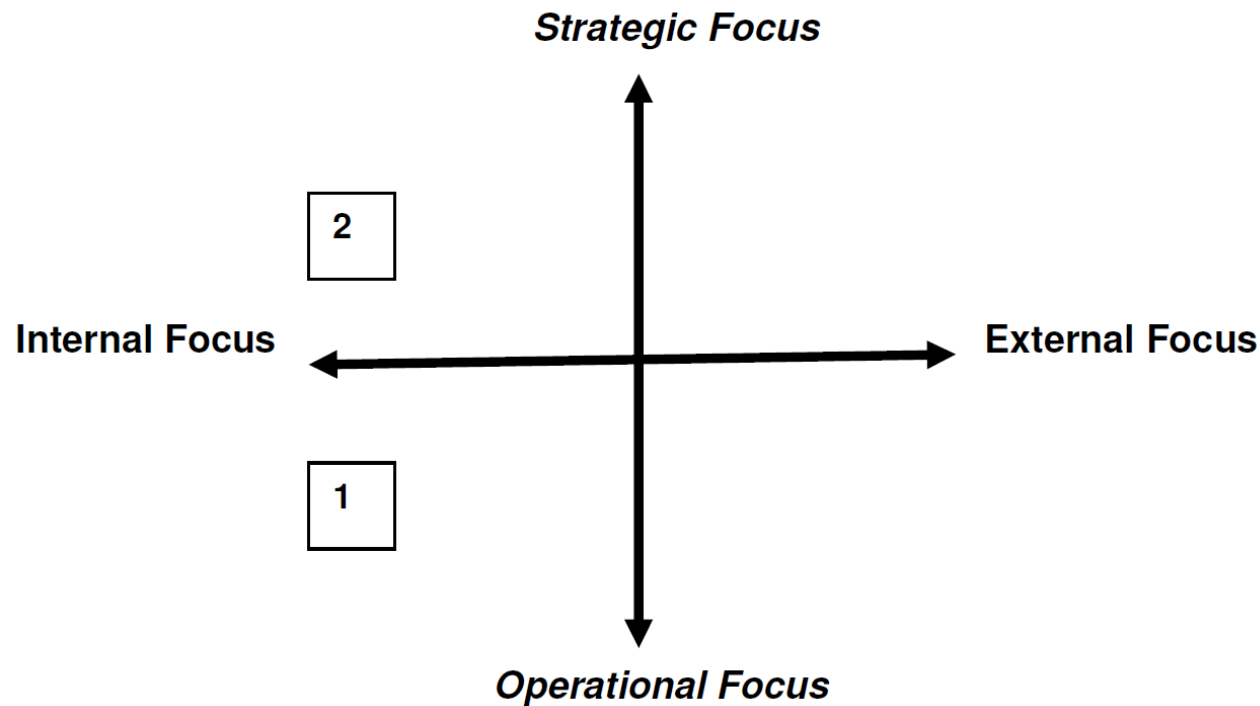 Strategic Focus
2
Internal Focus
External Focus
1
Operational Focus